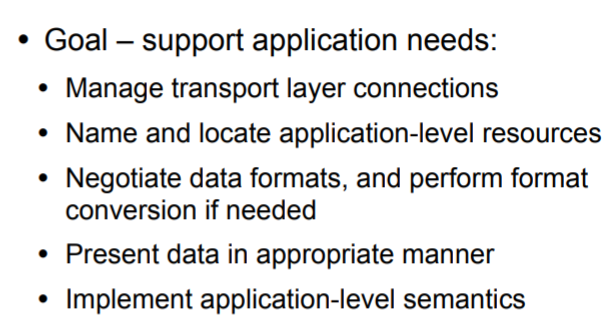 • Goal – support application needs:
• Manage transport layer connections
• Name and locate application-level resources
• Negotiate data formats, and perform format
conversion if needed
• Present data in appropriate manner
• Implement application-level semantics